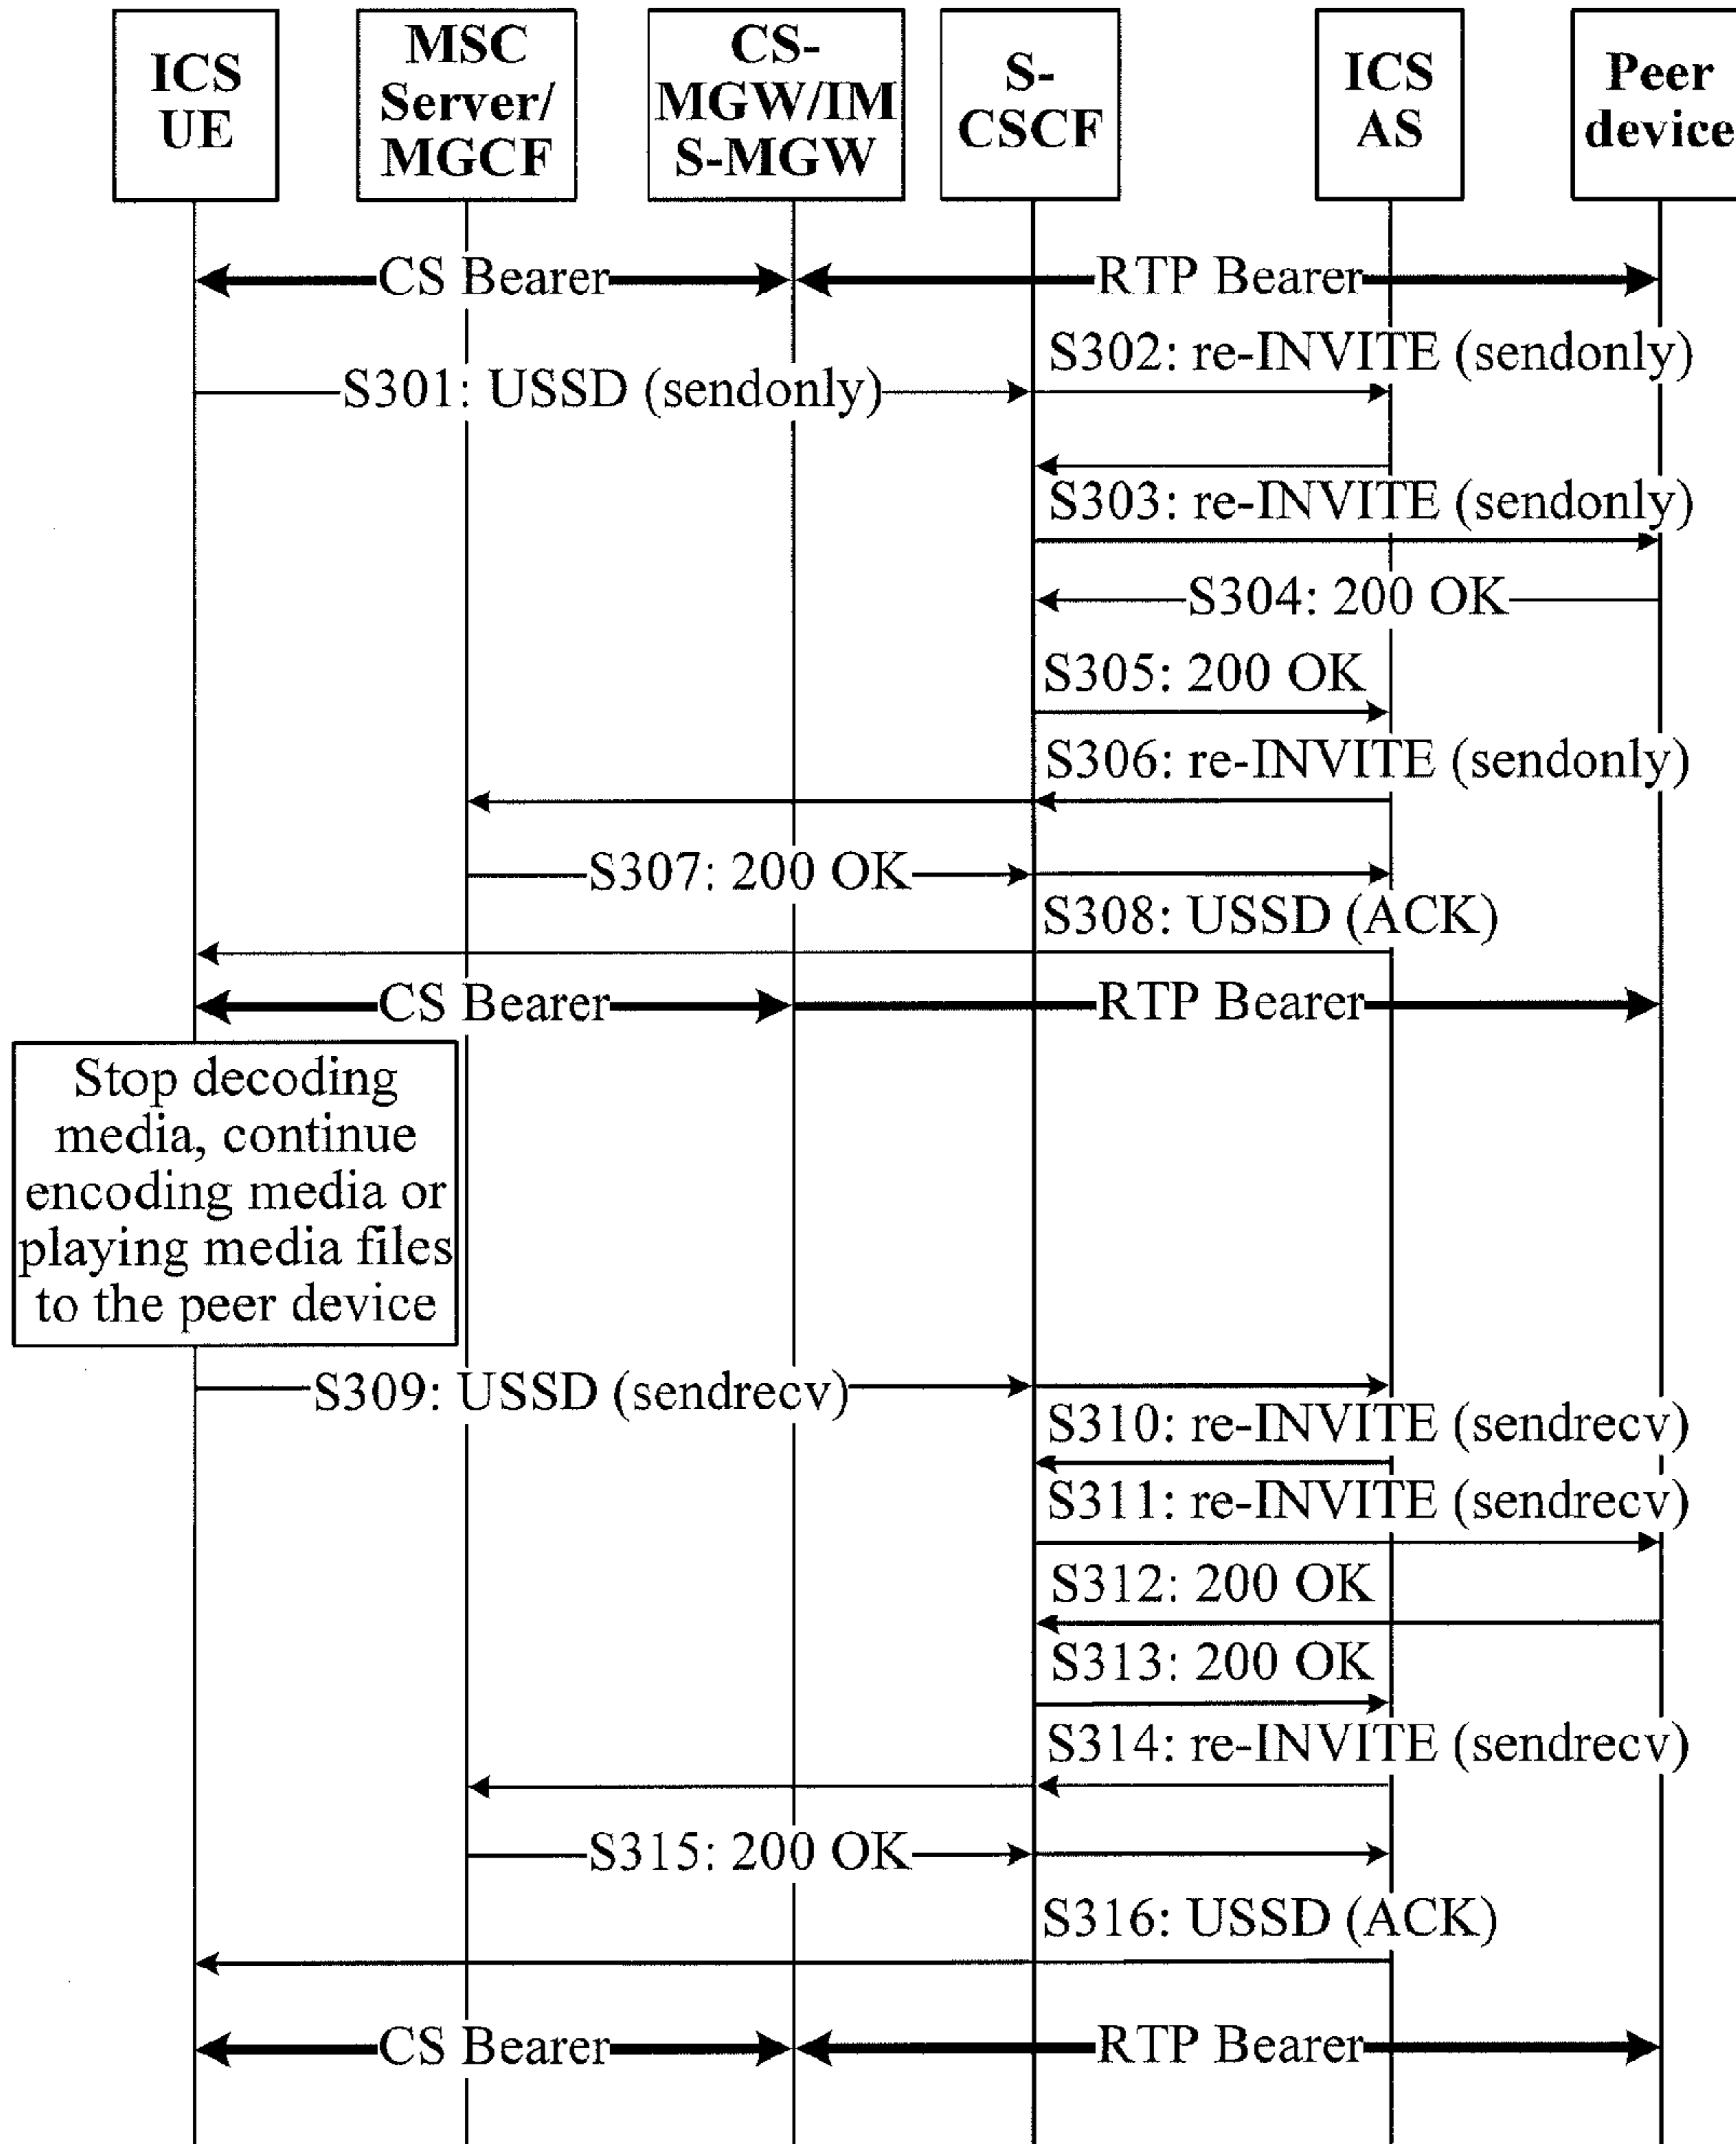 ICS
UE
MSC
Server/
MGCF
CS-
MGW/IM
S-MGW
S-
CSCF
ICS
AS
Peer
device
CS Bearer
RTP Bearer
S302: re-INVITE (sendonly)
S301: USSD (sendonly)
S303: re-INVITE (sendonly)
S304: 200 OK
S305: 200 OK
S306: re-INVITE (sendonly)
S307: 200 OK
S308: USSD (ACK)
CS Bearer
RTP Bearer
Stop decoding
media, continue
encoding media or
playing media files
to the peer device
S309: USSD (sendrecv)
S310: re-INVITE (sendrecv)
S311: re-INVITE (sendrecv)
S312: 200 OK
S313: 200 OK
S314: re-INVITE (sendrecv)
S315: 200 OK
S316: USSD (ACK)
CS Bearer
RTP Bearer